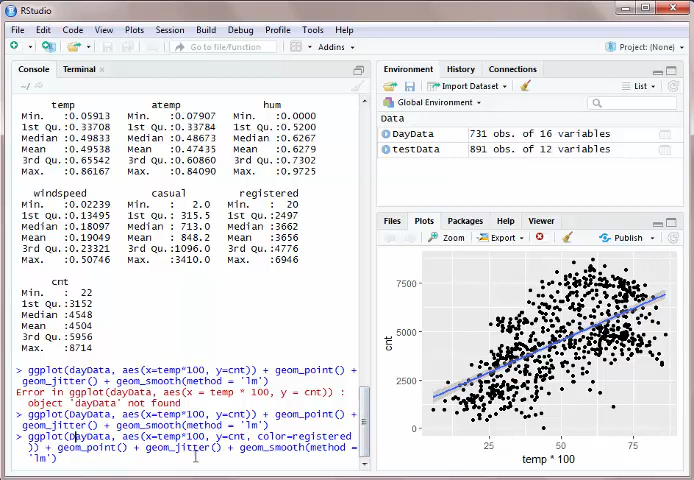 RStudio
File Edit Code View Plots Session Build Debug Profile Tools Help
Go to file/function Addins Project: (None)
Console Terminal
~/
temp atemp hum
Min. :0.05913 Min. :0.07907 Min. :0.0000
1st Qu.:0.33708 1st Qu.:0.33784 1st Qu.:0.5200
Median :0.49833 Median :0.48673 Median :0.6267
Mean :0.49538 Mean :0.47435 Mean :0.6279
3rd Qu.:0.65542 3rd Qu.:0.60860 3rd Qu.:0.7302
Max. :0.86167 Max. :0.84090 Max. :0.9725
windspeed casual registered
Min. :0.02239 Min. : 2.0 Min. : 20
1st Qu.:0.13495 1st Qu.: 315.5 1st Qu.:2497
Median :0.18097 Median : 713.0 Median :3662
Mean :0.19049 Mean : 848.2 Mean :3656
3rd Qu.:0.23321 3rd Qu.:1096.0 3rd Qu.:4776
Max. :0.50746 Max. :3410.0 Max. :6946
cnt
Min. : 22
1st Qu.:3152
Median :4548
Mean :4504
3rd Qu.:5956
Max. :8714
> ggplot(dayData, aes(x=temp*100, y=cnt)) + geom_point() +
geom_jitter() + geom_smooth(method = 'lm')
Error in ggplot(dayData, aes(x = temp * 100, y = cnt)) :
object 'dayData' not found
> ggplot(DayData, aes(x=temp*100, y=cnt)) + geom_point() +
geom_jitter() + geom_smooth(method = 'lm')
> ggplot(DayData, aes(x=temp*100, y=cnt, color=registered
)) + geom_point() + geom_jitter() + geom_smooth(method =
'lm')
Environment History Connections
Import Dataset List
Global Environment
Data
DayData 731 obs. of 16 variables
testData 891 obs. of 12 variables
Files Plots Packages Help Viewer
Zoom Export Publish
7500
5000
2500
0
cnt
25 50 75
temp * 100